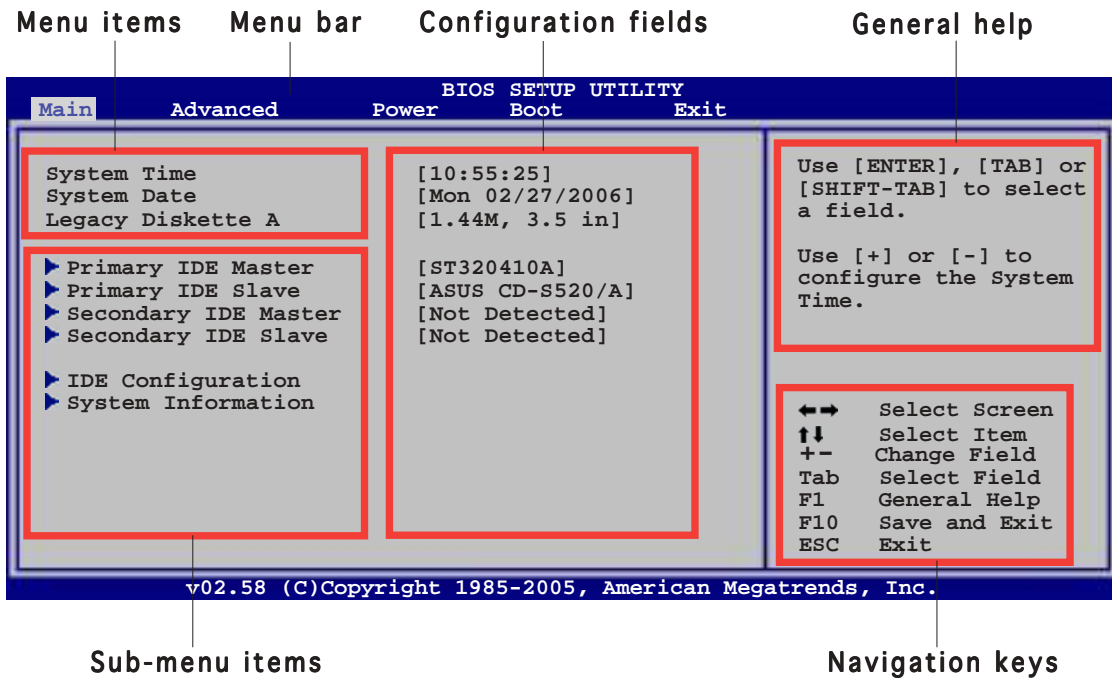 Menu items Menu bar Configuration fields General help
BIOS SETUP UTILITY
Main Advanced Power Boot Exit
System Time [10:55:25]
System Date [Mon 02/27/2006]
Legacy Diskette A [1.44M, 3.5 in]
Primary IDE Master [ST320410A]
Primary IDE Slave [ASUS CD-S520/A]
Secondary IDE Master [Not Detected]
Secondary IDE Slave [Not Detected]
IDE Configuration
System Information
Use [ENTER], [TAB] or
[SHIFT-TAB] to select
a field.
Use [+] or [-] to
configure the System
Time.
←→ Select Screen
↑↓ Select Item
+- Change Field
Tab Select Field
F1 General Help
F10 Save and Exit
ESC Exit
v02.58 (C)Copyright 1985-2005, American Megatrends, Inc.
Sub-menu items Navigation keys